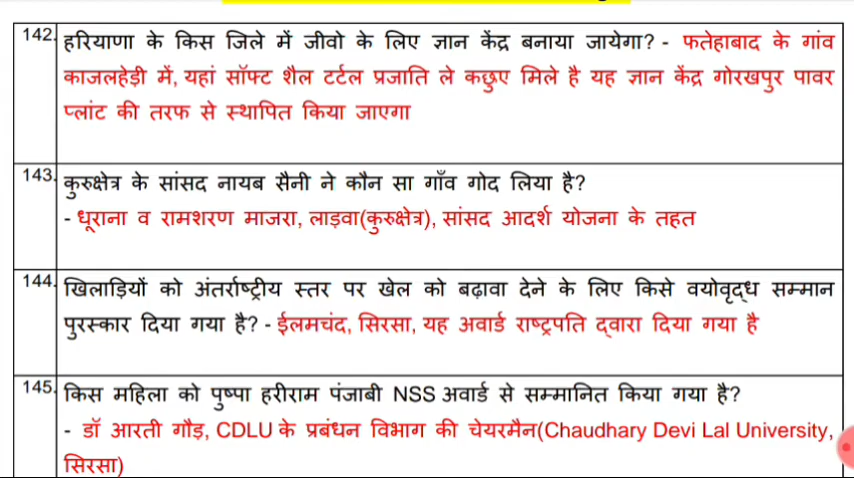 142. हरियाणा के किस जिले में जीवो के लिए ज्ञान केंद्र बनाया जायेगा? - फतेहाबाद के गांव
काजलहेड़ी में, यहां सॉफ्ट शैल टर्टल प्रजाति ले कछुए मिले है यह ज्ञान केंद्र गोरखपुर पावर
प्लांट की तरफ से स्थापित किया जाएगा
143. कुरुक्षेत्र के सांसद नायब सैनी ने कौन सा गाँव गोद लिया है?
- धूराना व रामशरण माजरा, लाड़वा(कुरुक्षेत्र), सांसद आदर्श योजना के तहत
144. खिलाड़ियों को अंतर्राष्ट्रीय स्तर पर खेल को बढ़ावा देने के लिए किसे वयोवृद्ध सम्मान
पुरस्कार दिया गया है? - ईलमचंद, सिरसा, यह अवार्ड राष्ट्रपति द्वारा दिया गया है
145. किस महिला को पुष्पा हरीराम पंजाबी NSS अवार्ड से सम्मानित किया गया है?
- डॉ आरती गौड़, CDLU के प्रबंधन विभाग की चेयरमैन(Chaudhary Devi Lal University,
सिरसा)